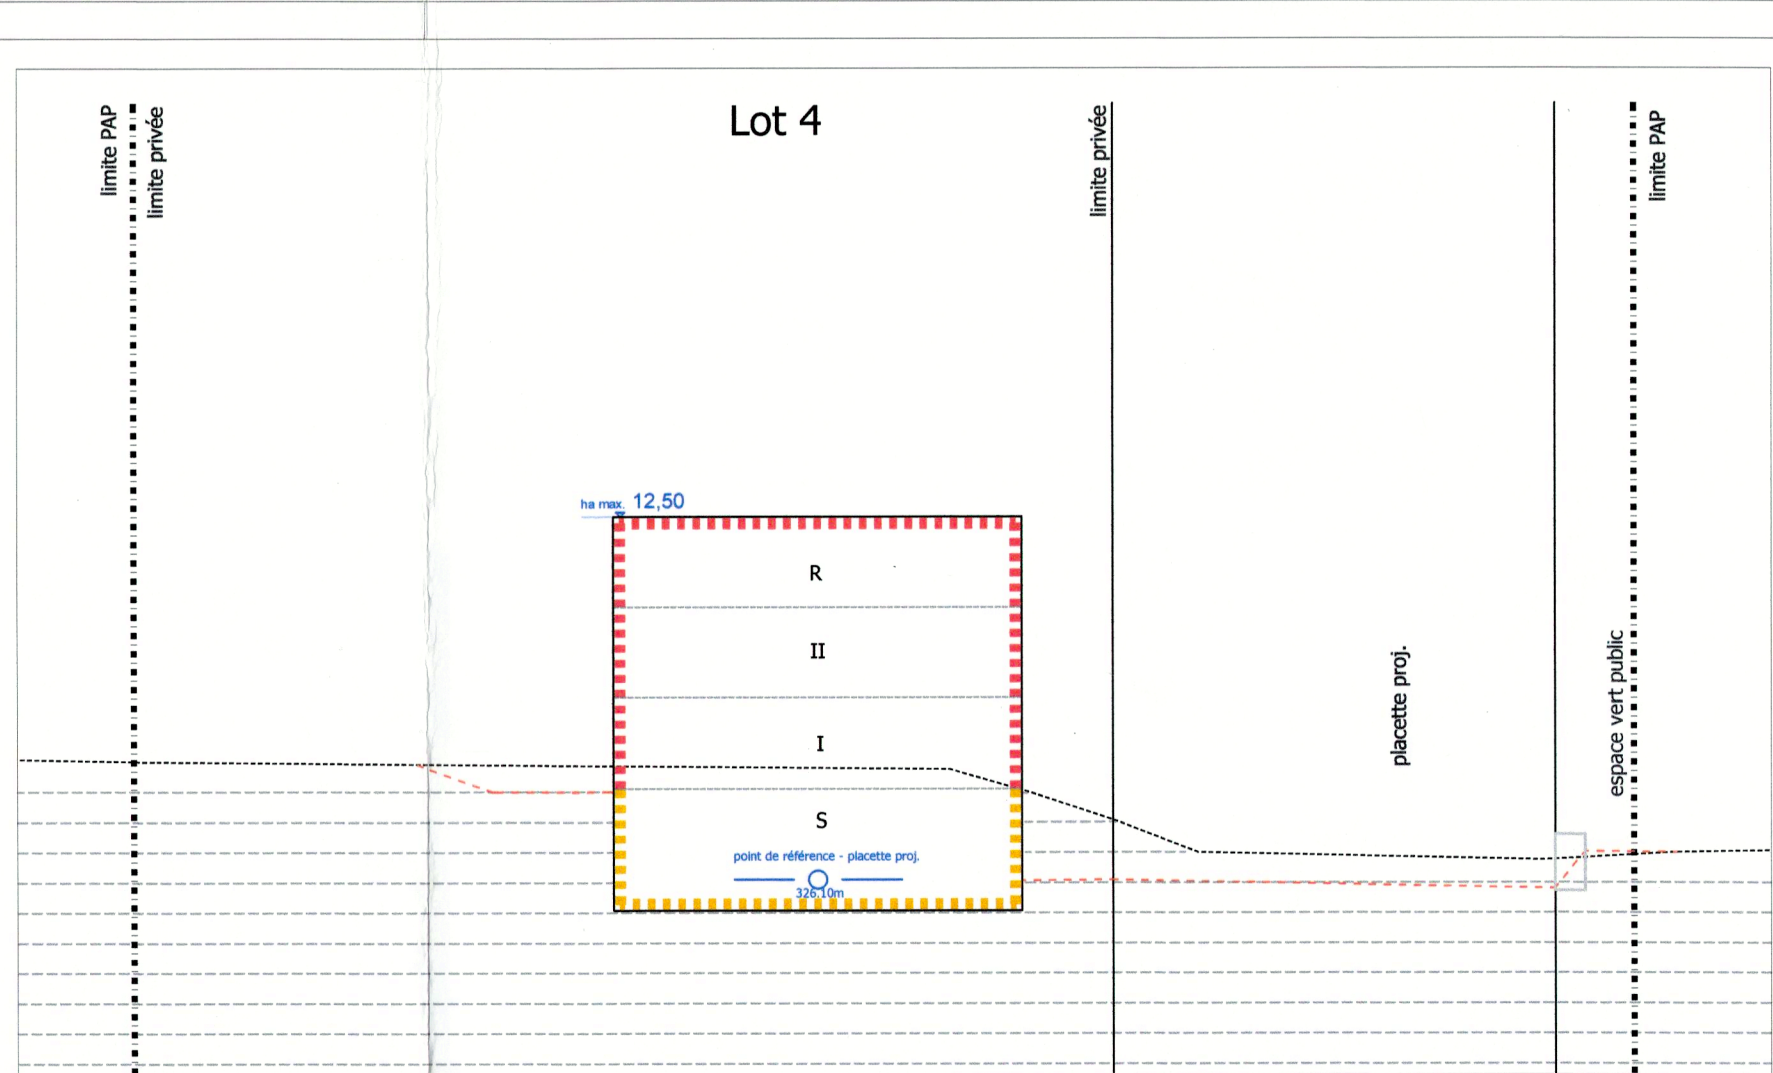 limite PAP
limite privée
Lot 4
limite privée
limite PAP
ha max. 12,50
R
II
I
S
point de référence - placette proj.
326.10m
placette proj.
espace vert public